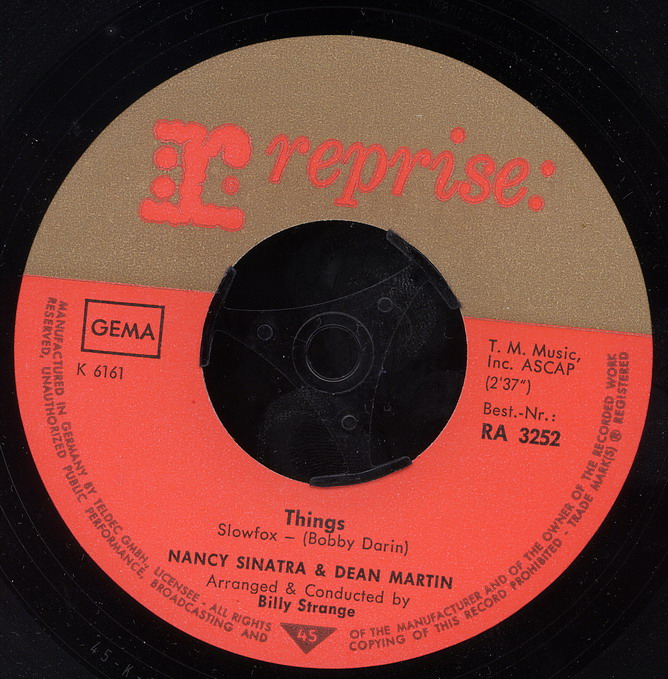 r reprise:
GEMA
K 6161
T. M. Music,
Inc. ASCAP
(2'37“)
Best.-Nr.:
RA 3252
Things
Slowfox – (Bobby Darin)
NANCY SINATRA & DEAN MARTIN
Arranged & Conducted by
Billy Strange
45
MANUFACTURED IN GERMANY BY TELDEC GMBH, LICENSEE - ALL RIGHTS
RESERVED, UNAUTHORIZED PUBLIC PERFORMANCE, BROADCASTING AND
OF THE MANUFACTURER AND OF THE OWNER OF THE RECORDED WORK
COPYING OF THIS RECORD PROHIBITED - TRADE MARK(S) ® REGISTERED
45-K